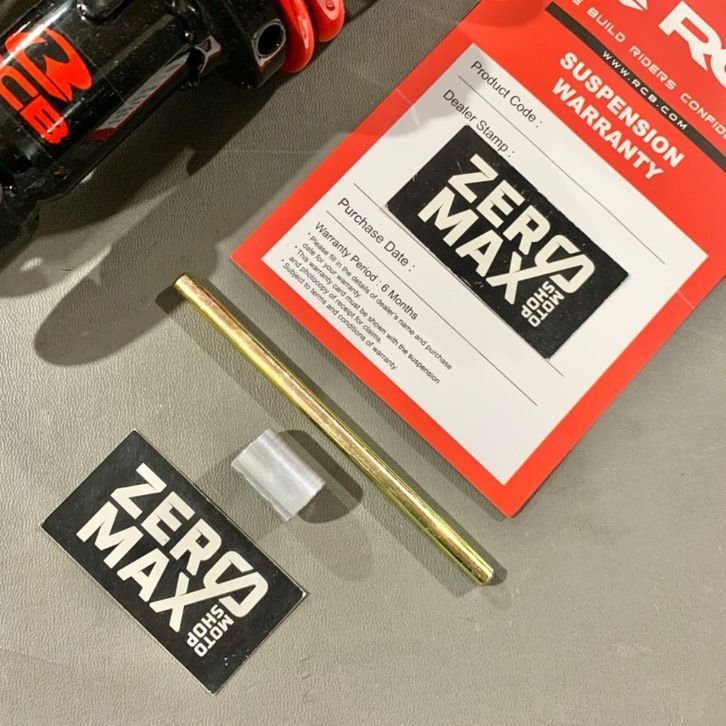 RCB
WE BUILD RIDERS CONFID
WWW.RCB.COM
SUSPENSION
WARRANTY
Product Code :
Dealer Stamp :
ZEROS
MAX
MOTO
SHOP
Purchase Date :
Warranty Period : 6 Months
* Please fill in the details of dealer's name and purchase
date for your warranty.
* This warranty card must be shown with the suspension
and photocopy of receipt for claims.
* Subject to terms and conditions of warranty.
ZEROS
MAX
MOTO
SHOP